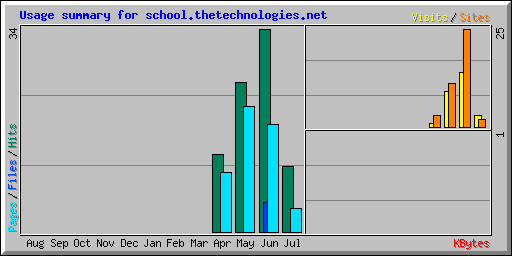 Usage summary for school.thetechnologies.net
Visits/Sites
34
25
1
Pages/Files/Hits
Aug Sep Oct Nov Dec Jan Feb Mar Apr May Jun Jul
KBytes